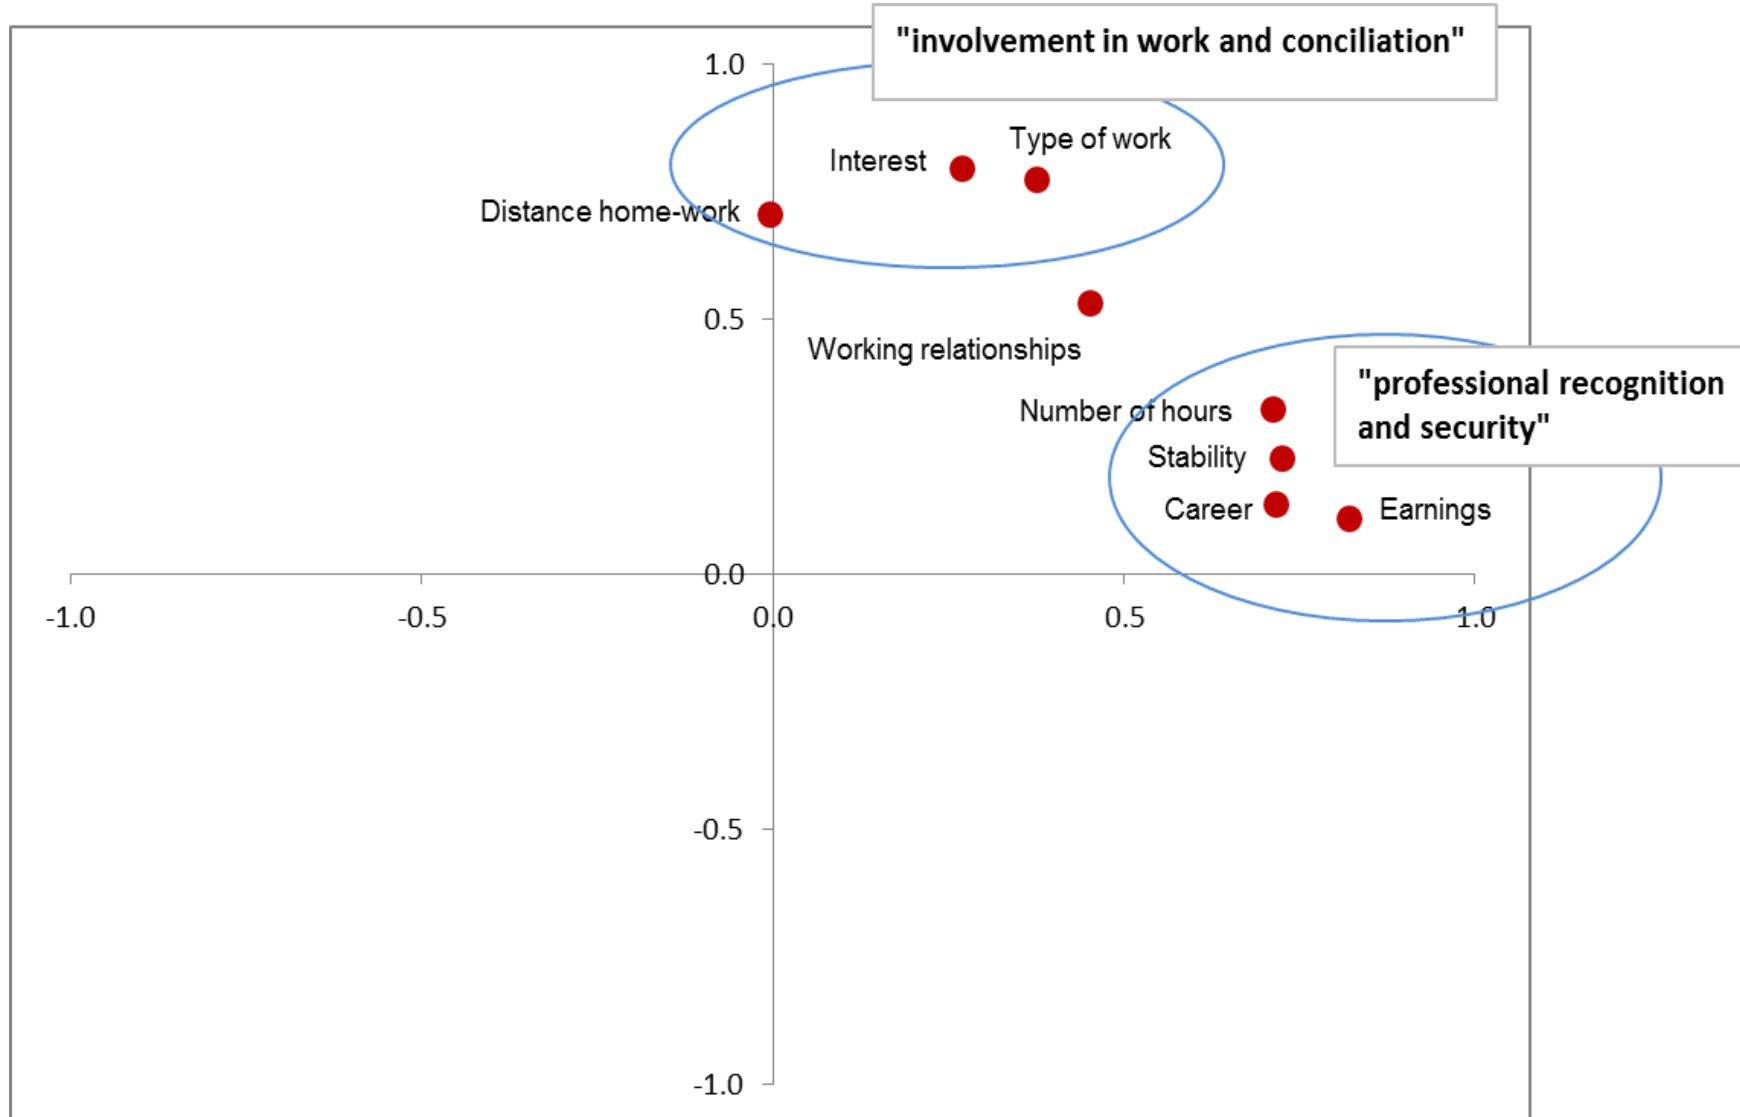 "involvement in work and conciliation"
1.0
Type of work
Interest
Distance home-work
0.5
Working relationships
"professional recognition
and security"
Number of hours
Stability
Career
Earnings
0.0
-1.0
-0.5
0.0
0.5
1.0
-0.5
-1.0